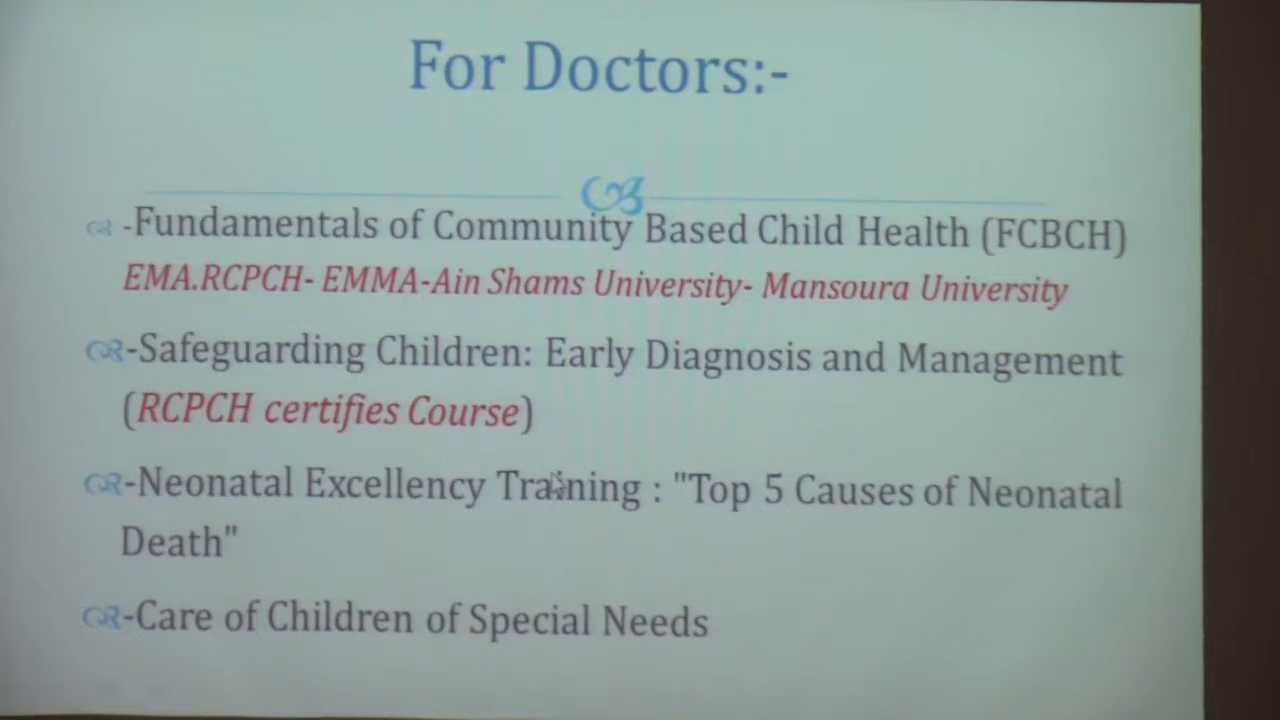 For Doctors:-
-Fundamentals of Community Based Child Health (FCBCH)
EMA.RCPCH- EMMA-Ain Shams University- Mansoura University
-Safeguarding Children: Early Diagnosis and Management
(RCPCH certifies Course)
-Neonatal Excellency Training : "Top 5 Causes of Neonatal
Death"
-Care of Children of Special Needs